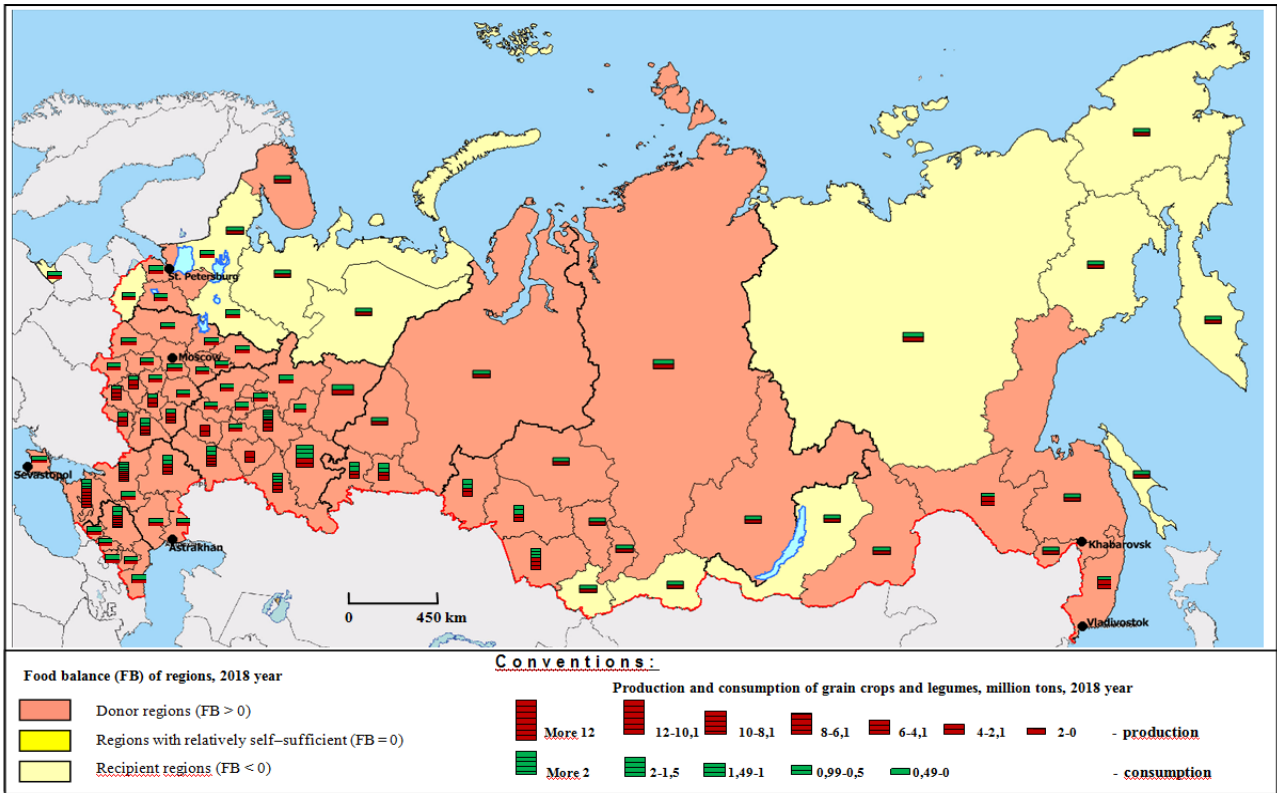 St. Petersburg
Moscow
Sevastopol
Astrakhan
Khabarovsk
0 450 km
Vladivostok
Conventions:
Food balance (FB) of regions, 2018 year
Production and consumption of grain crops and legumes, million tons, 2018 year
Donor regions (FB > 0)
More 12 12-10,1 10-8,1 8-6,1 6-4,1 4-2,1 2-0 - production
Regions with relatively self–sufficient (FB = 0)
Recipient regions (FB < 0)
More 2 2-1,5 1,49-1 0,99-0,5 0,49-0 - consumption